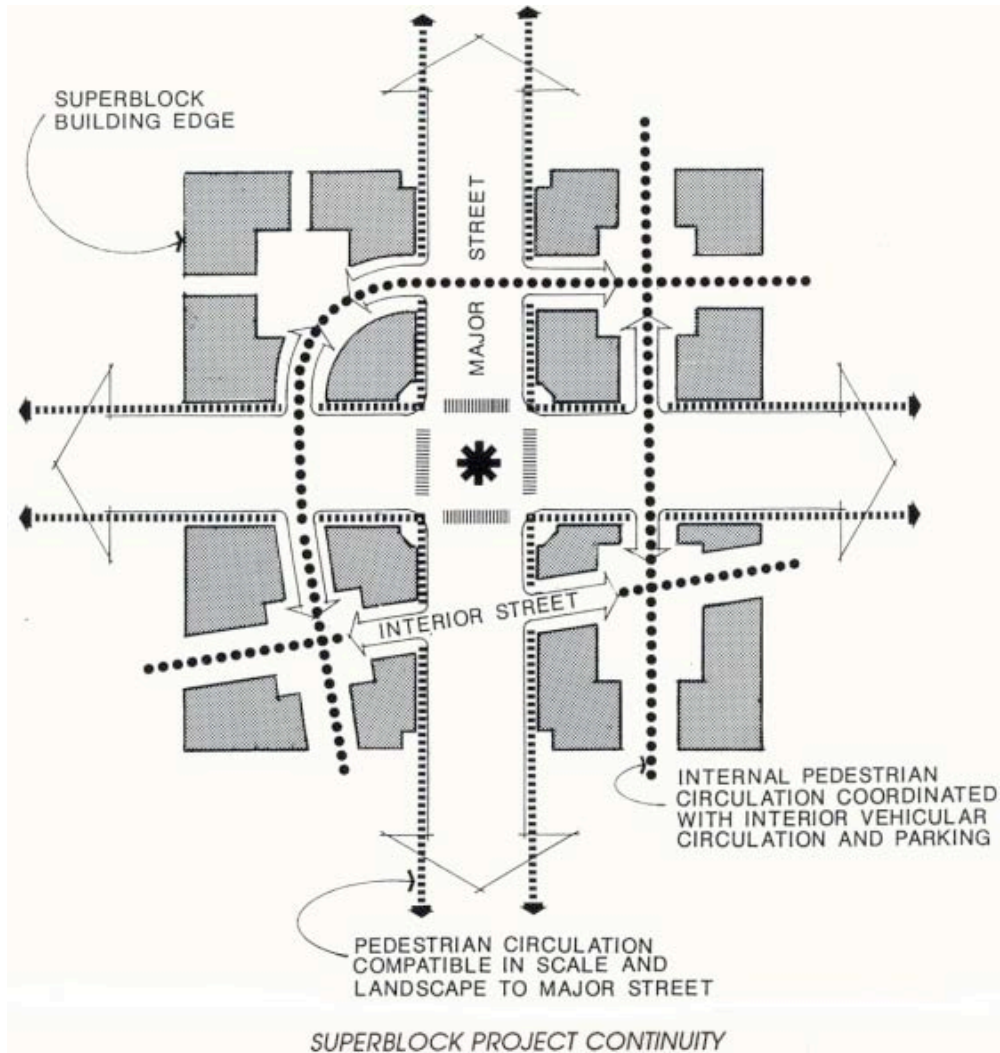 SUPERBLOCK
BUILDING EDGE
MAJOR STREET
INTERIOR STREET
INTERNAL PEDESTRIAN
CIRCULATION COORDINATED
WITH INTERIOR VEHICULAR
CIRCULATION AND PARKING
PEDESTRIAN CIRCULATION
COMPATIBLE IN SCALE AND
LANDSCAPE TO MAJOR STREET
SUPERBLOCK PROJECT CONTINUITY